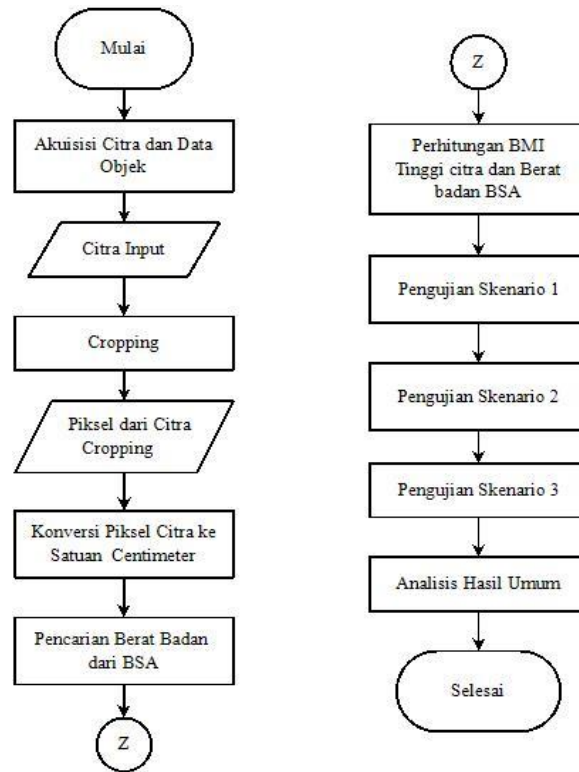 Mulai
Akuisisi Citra dan Data
Objek
Citra Input
Cropping
Piksel dari Citra
Cropping
Konversi Piksel Citra ke
Satuan Centimeter
Pencarian Berat Badan
dari BSA
Z
Z
Perhitungan BMI
Tinggi citra dan Berat
badan BSA
Pengujian Skenario 1
Pengujian Skenario 2
Pengujian Skenario 3
Analisis Hasil Umum
Selesai